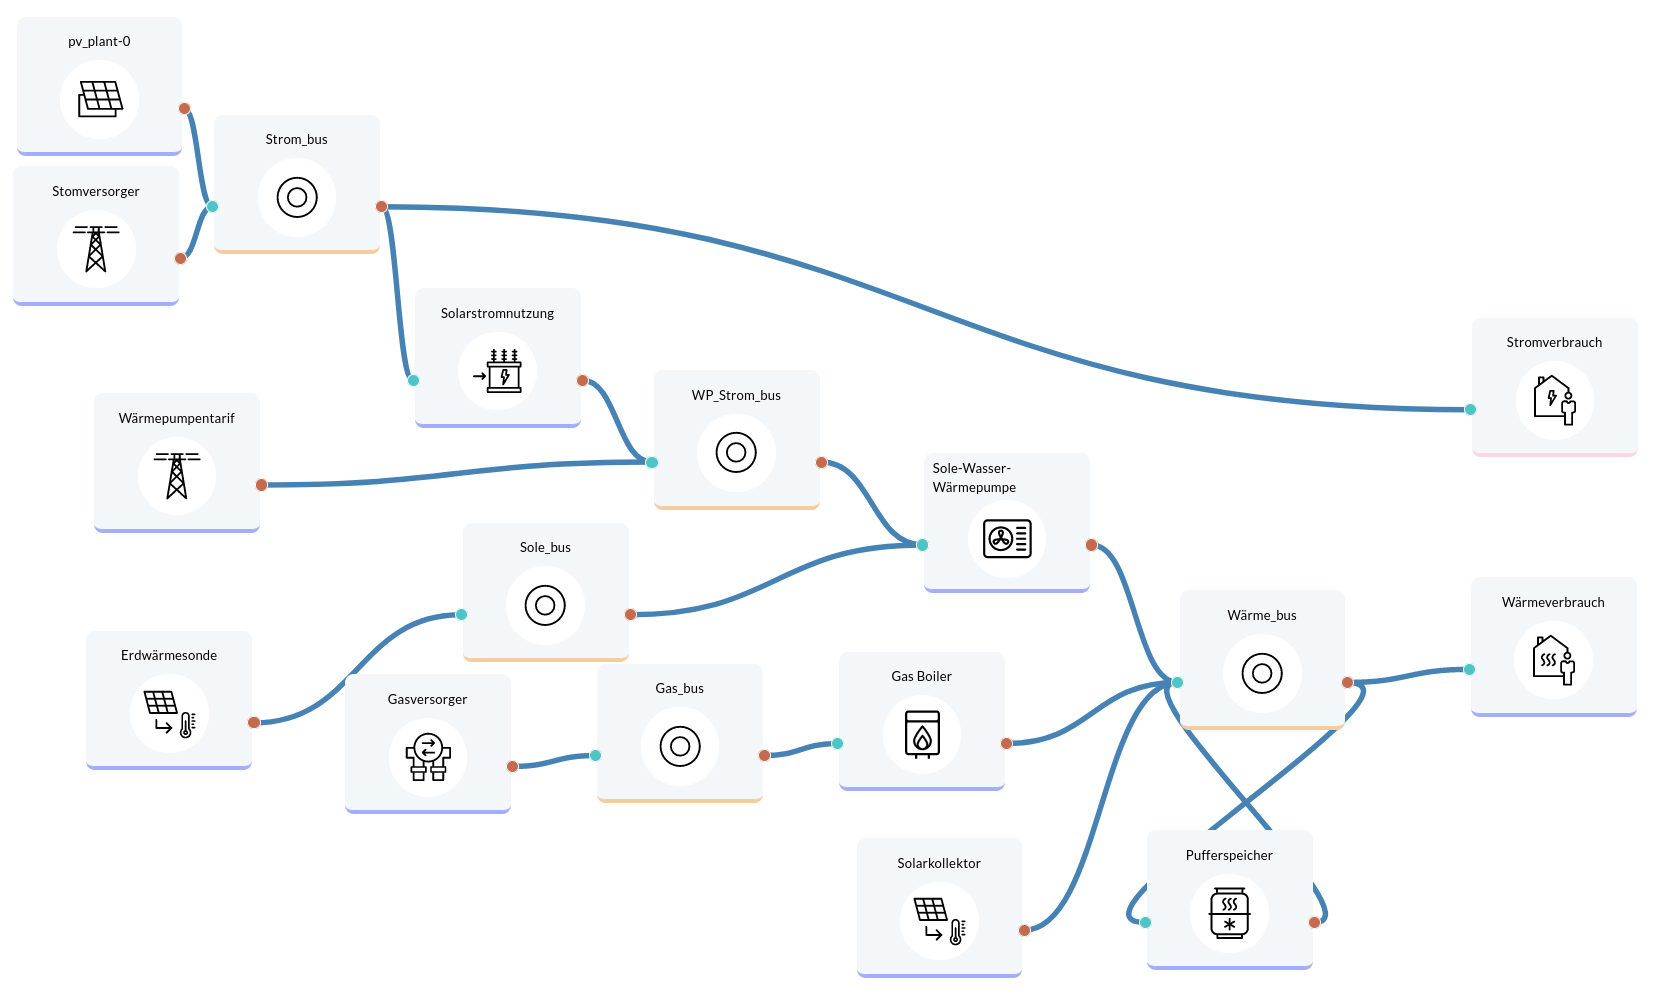 pv_plant-0
Strom_bus
Stomversorger
Solarstromnutzung
Stromverbrauch
WP_Strom_bus
Wärmepumpentarif
Sole-Wasser-
Wärmepumpe
Sole_bus
Wärmeverbrauch
Wärme_bus
Erdwärmesonde
Gas Boiler
Gas_bus
Gasversorger
Pufferspeicher
Solarkollektor